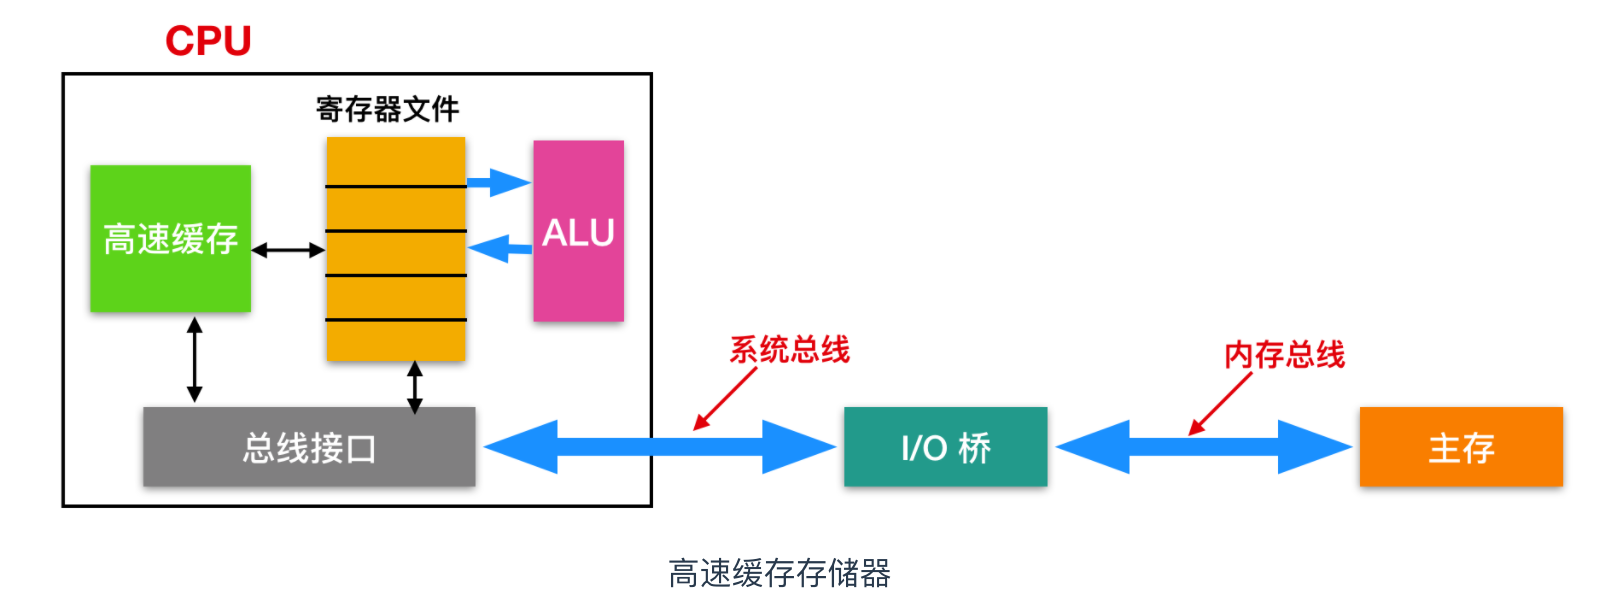 CPU
寄存器文件
高速缓存
ALU
系统总线
内存总线
总线接口
I/O 桥
主存
高速缓存存储器